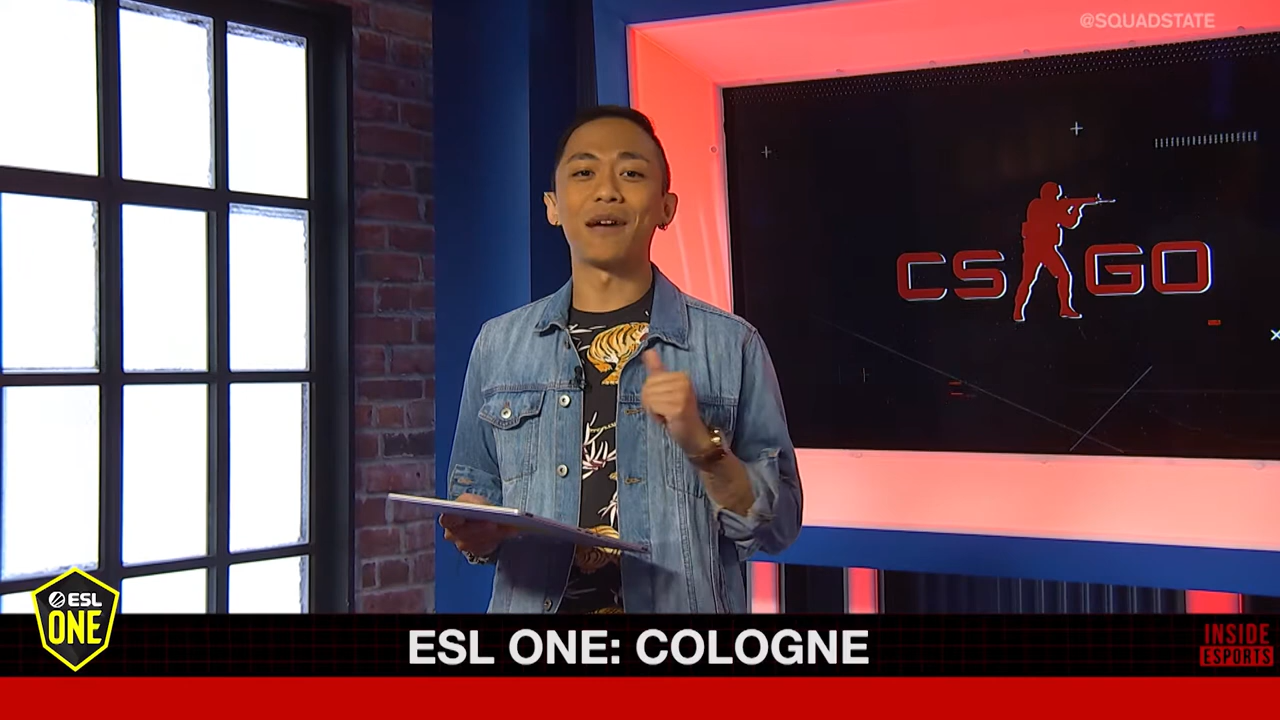 @SQUADSTATE
CS GO
ESL
ONE
ESL ONE: COLOGNE
INSIDE
ESPORTS